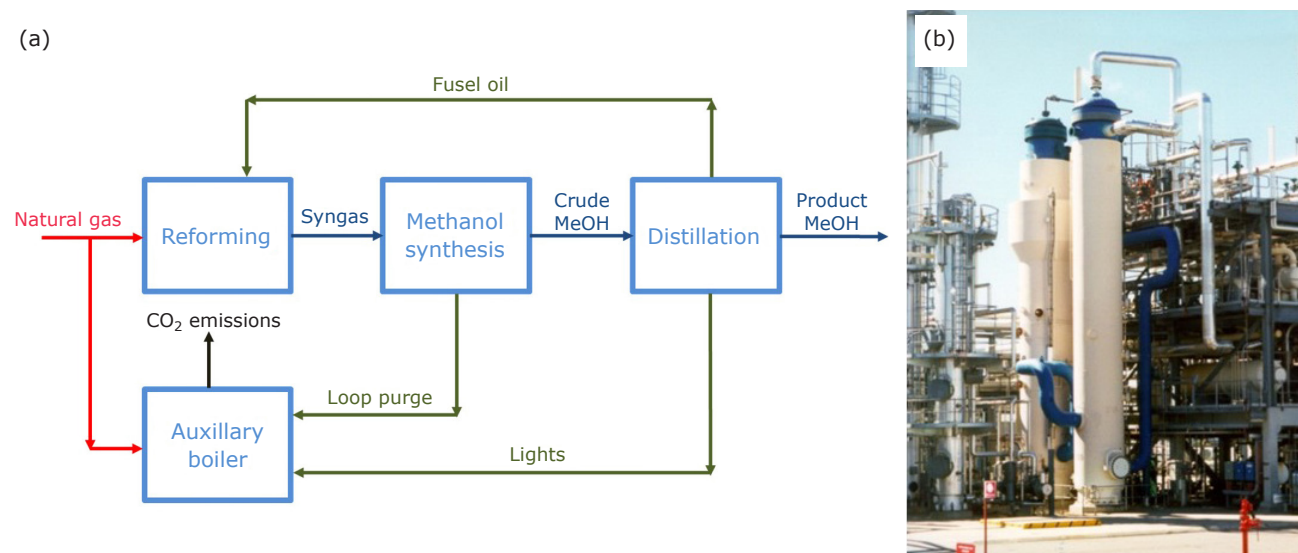 (a)
Fusel oil
Natural gas
Reforming
Syngas
Methanol
synthesis
Crude
MeOH
Distillation
Product
MeOH
CO₂ emissions
Loop purge
Auxillary
boiler
Lights
(b)